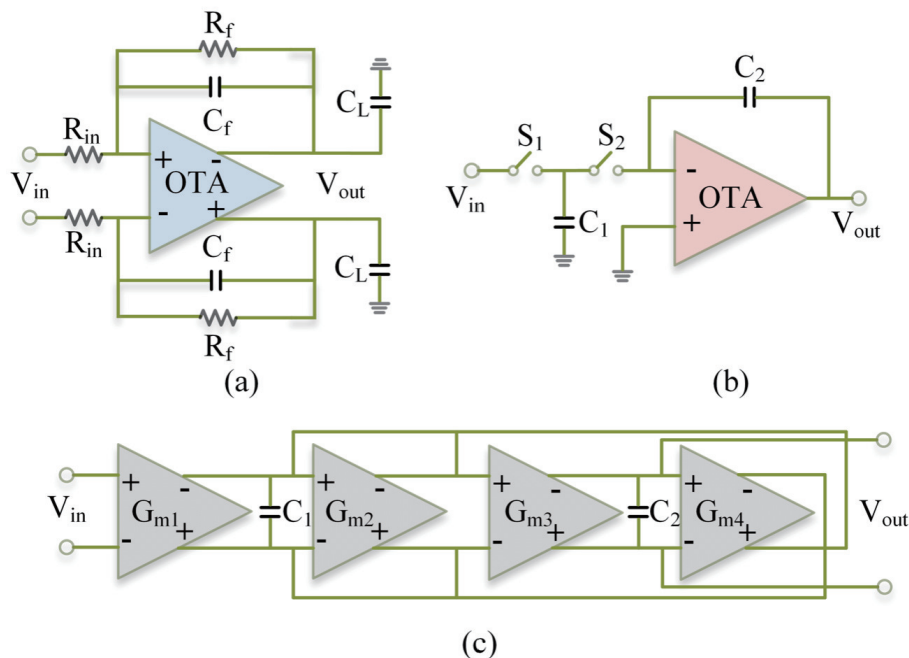 R_f
C_f
C_L
R_in
+
-
V_in
OTA
V_out
-
+
R_in
C_f
C_L
R_f
(a)
C_2
S_1
S_2
-
V_in
OTA
C_1
+
V_out
(b)
+
-
+
-
+
-
+
-
V_in
G_m1
C_1
G_m2
G_m3
C_2
G_m4
V_out
-
+
-
+
-
+
-
+
(c)